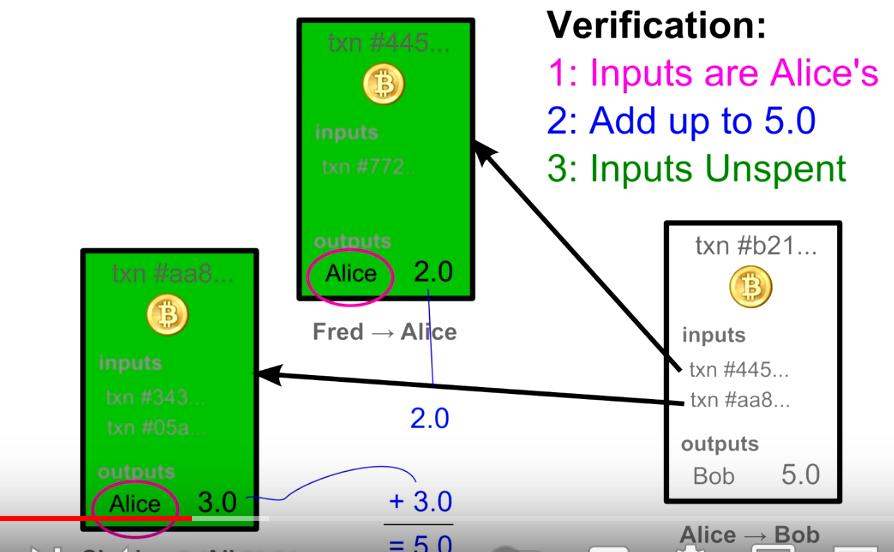 Verification:
1: Inputs are Alice's
2: Add up to 5.0
3: Inputs Unspent
txn #445...
inputs
txn #772..
outputs
Alice 2.0
Fred → Alice
txn #aa8...
inputs
txn #343...
txn #05a...
outputs
Alice 3.0
2.0
+ 3.0
= 5.0
txn #b21...
inputs
txn #445...
txn #aa8...
outputs
Bob 5.0
Alice → Bob